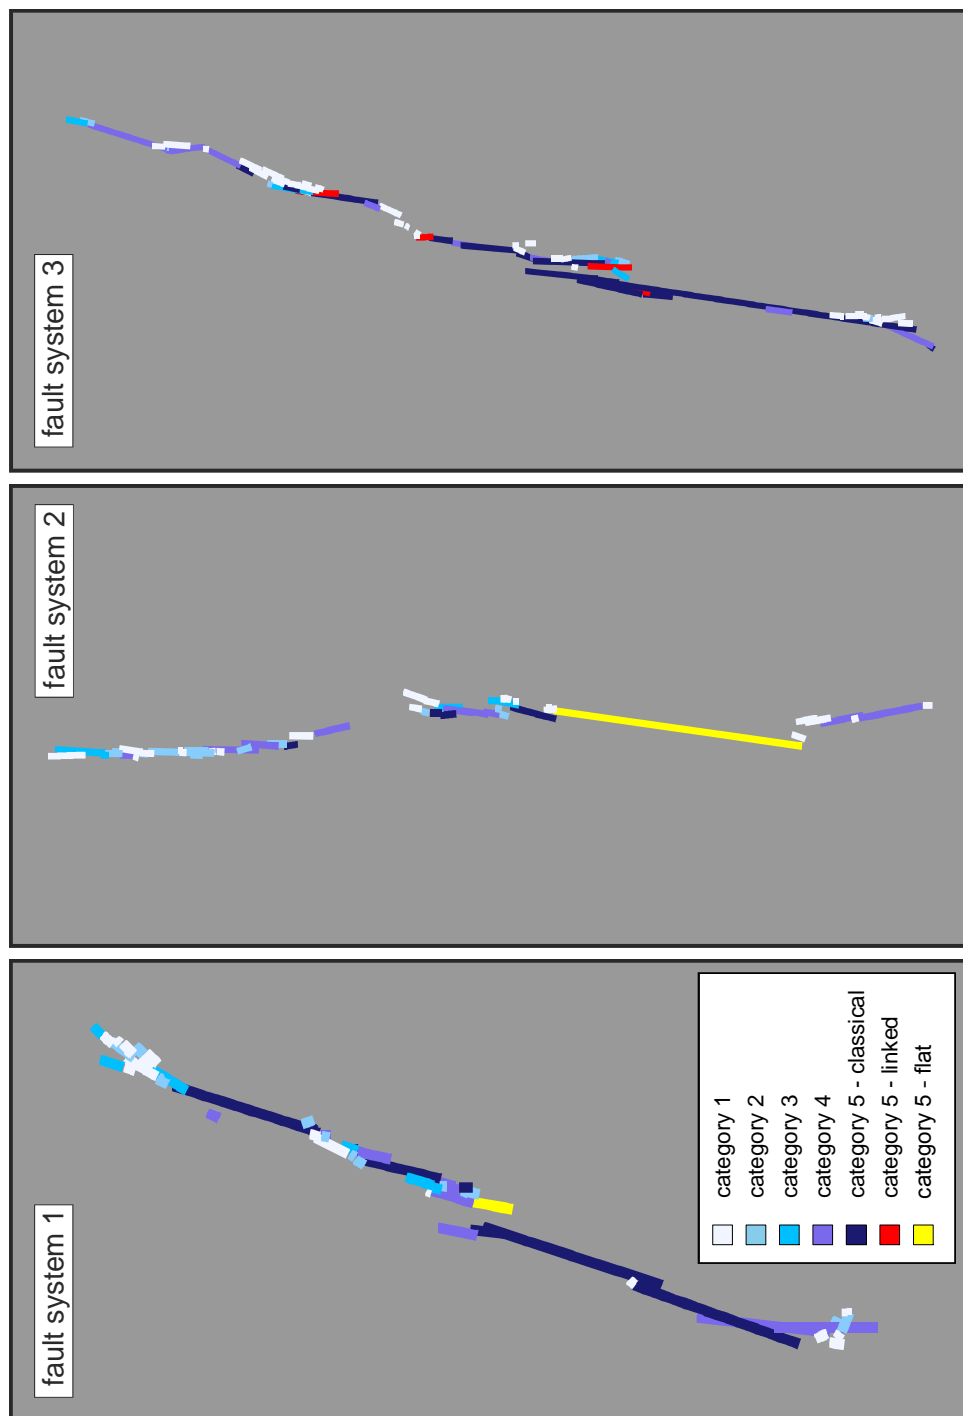 fault system 1
fault system 2
fault system 3
category 1
category 2
category 3
category 4
category 5 - classical
category 5 - linked
category 5 - flat